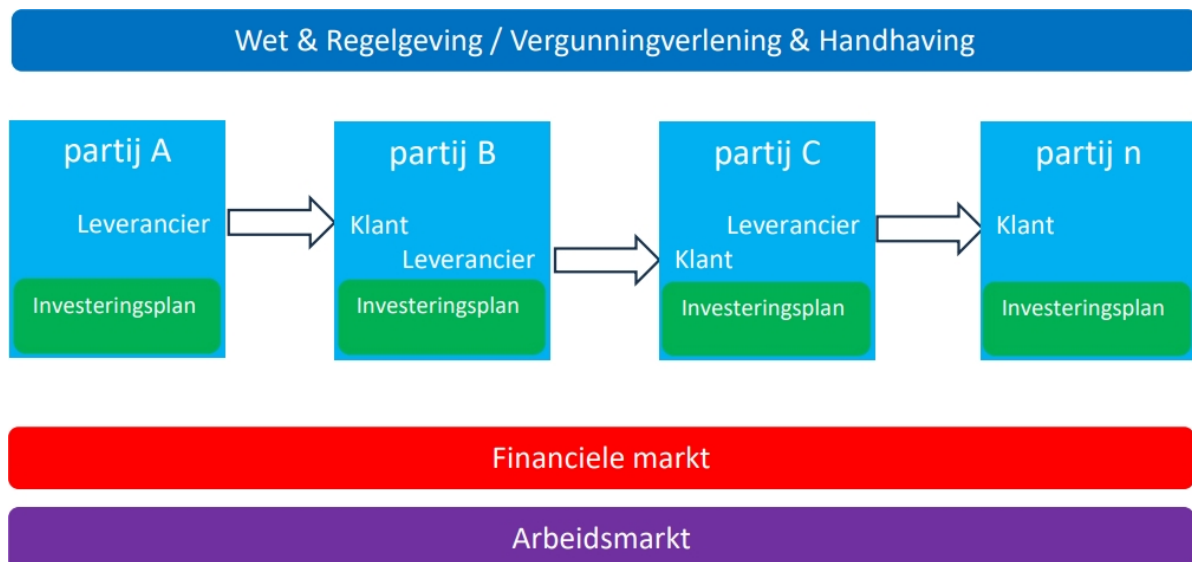 Wet & Regelgeving / Vergunningverlening & Handhaving
partij A
Leverancier
Investeringsplan
partij B
Klant
Leverancier
Investeringsplan
partij C
Leverancier
Klant
Investeringsplan
partij n
Klant
Investeringsplan
Financiele markt
Arbeidsmarkt